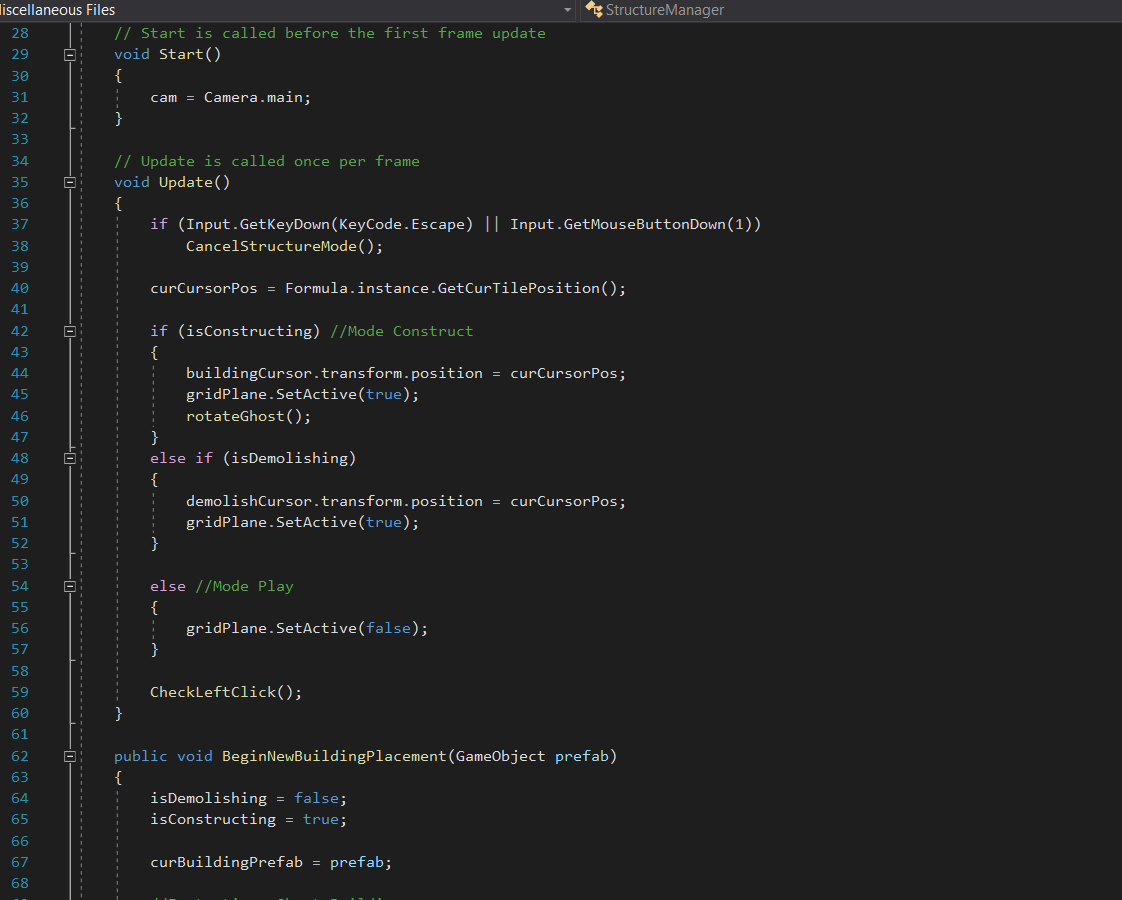 iscellaneous Files
StructureManager
28 // Start is called before the first frame update
29 void Start()
30 {
31 cam = Camera.main;
32 }
33
34 // Update is called once per frame
35 void Update()
36 {
37 if (Input.GetKeyDown(KeyCode.Escape) || Input.GetMouseButtonDown(1))
38 CancelStructureMode();
39
40 curCursorPos = Formula.instance.GetCurTilePosition();
41
42 if (isConstructing) //Mode Construct
43 {
44 buildingCursor.transform.position = curCursorPos;
45 gridPlane.SetActive(true);
46 rotateGhost();
47 }
48 else if (isDemolishing)
49 {
50 demolishCursor.transform.position = curCursorPos;
51 gridPlane.SetActive(true);
52 }
53
54 else //Mode Play
55 {
56 gridPlane.SetActive(false);
57 }
58
59 CheckLeftClick();
60 }
61
62 public void BeginNewBuildingPlacement(GameObject prefab)
63 {
64 isDemolishing = false;
65 isConstructing = true;
66
67 curBuildingPrefab = prefab;
68